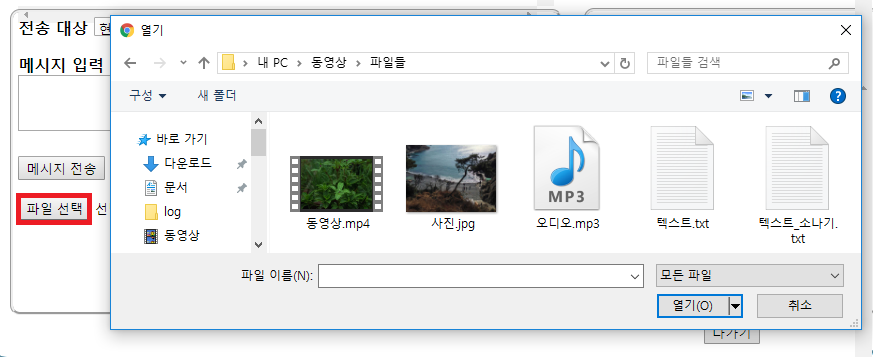 전송 대상 현
메시지 입력
메시지 전송
파일 선택 선
열기
내 PC 동영상 파일들
파일들 검색
구성 새 폴더
바로 가기
다운로드
문서
log
동영상
동영상.mp4
사진.jpg
MP3
오디오.mp3
텍스트.txt
텍스트_소나기.
txt
파일 이름(N):
모든 파일
열기(O)
취소
나가기